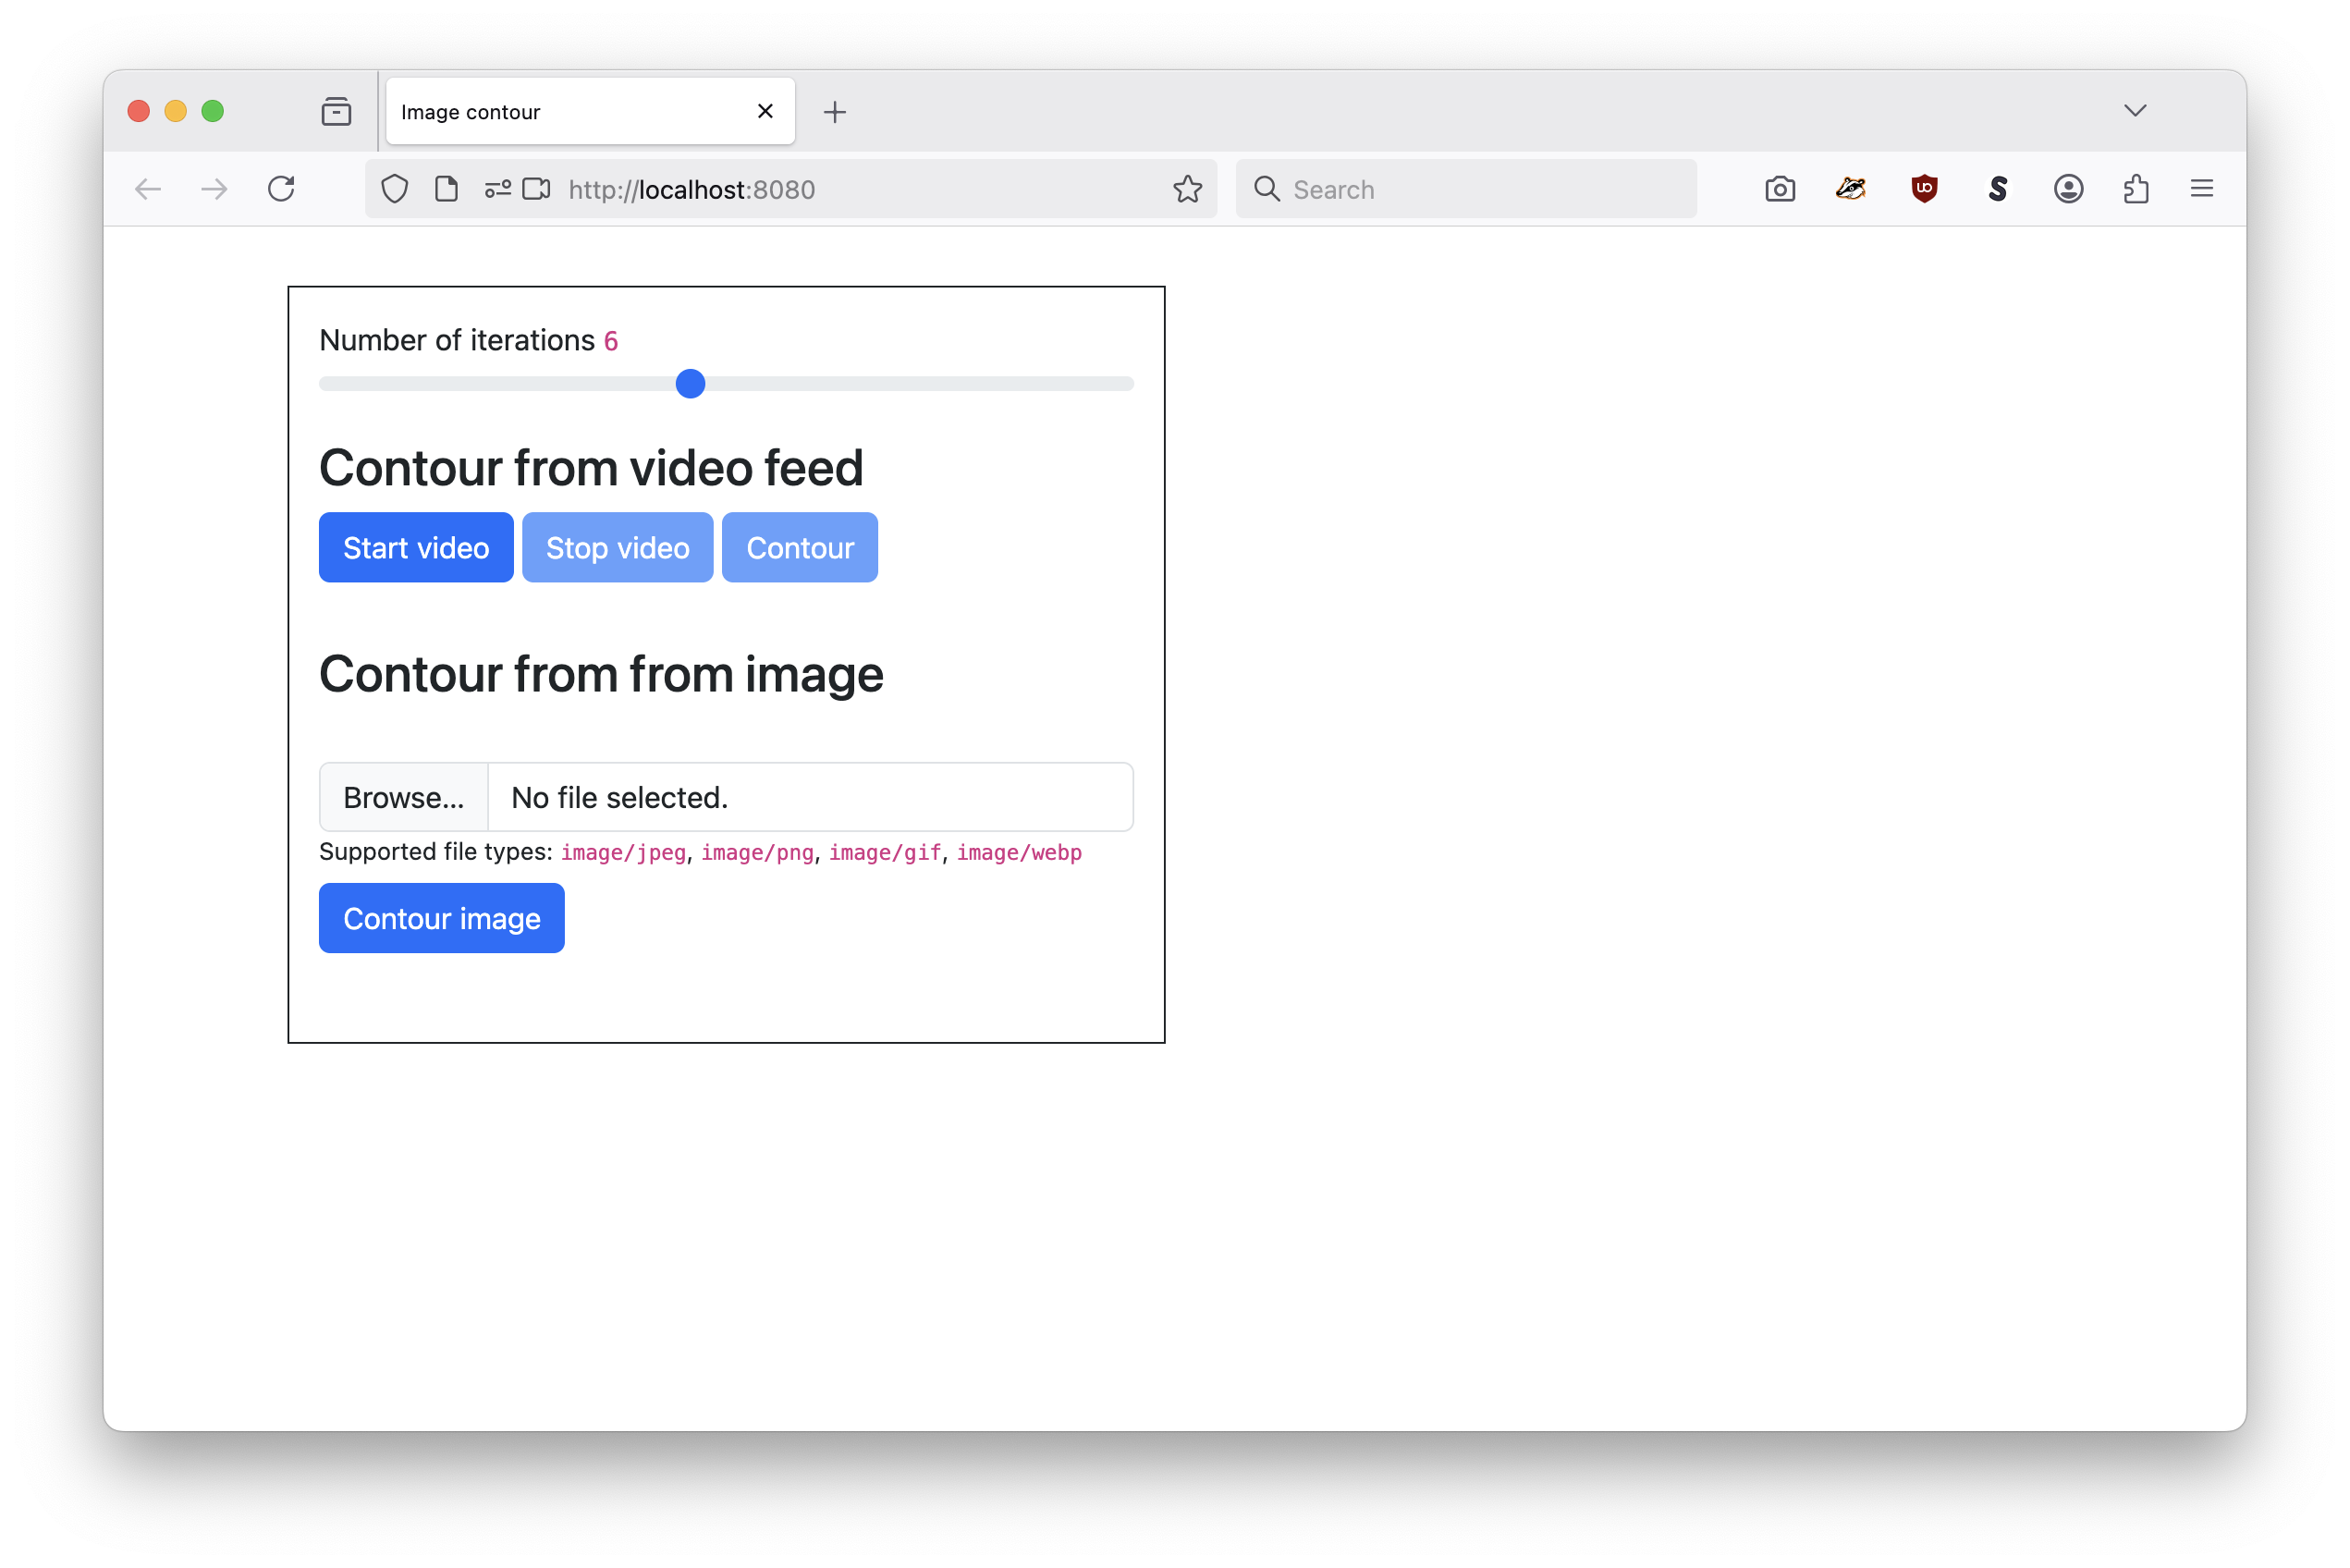 Image contour
http://localhost:8080
Search
Number of iterations 6
Contour from video feed
Start video Stop video Contour
Contour from from image
Browse... No file selected.
Supported file types: image/jpeg, image/png, image/gif, image/webp
Contour image